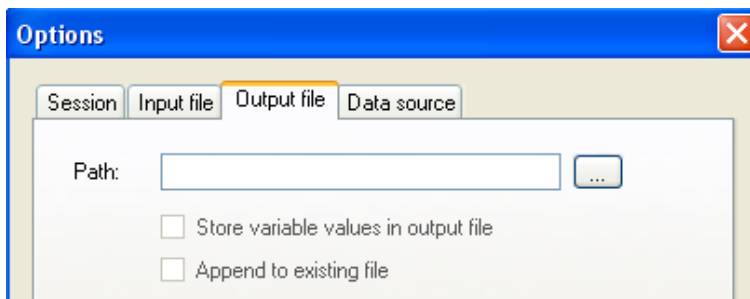 Options
Session Input file Output file Data source
Path: ...
Store variable values in output file
Append to existing file